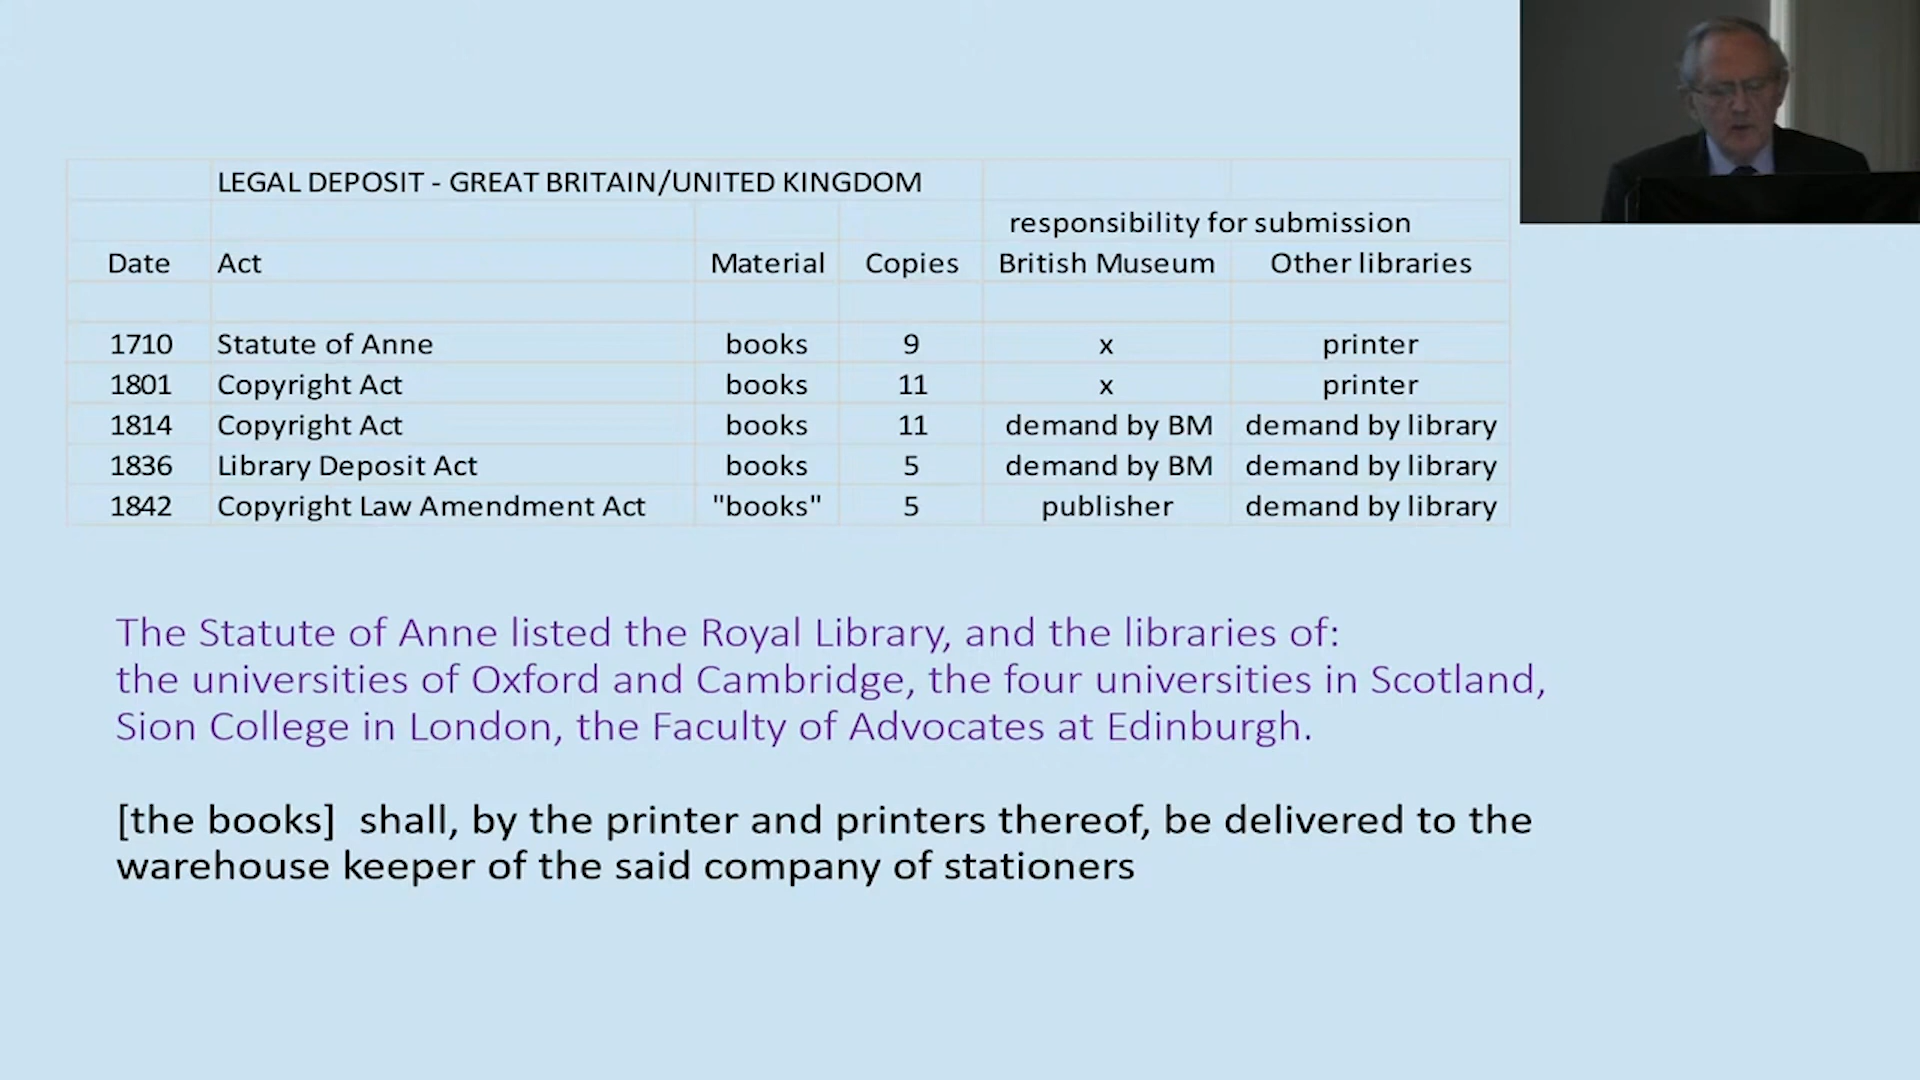 LEGAL DEPOSIT - GREAT BRITAIN/UNITED KINGDOM
responsibility for submission
Date Act Material Copies British Museum Other libraries
1710 Statute of Anne books 9 x printer
1801 Copyright Act books 11 x printer
1814 Copyright Act books 11 demand by BM demand by library
1836 Library Deposit Act books 5 demand by BM demand by library
1842 Copyright Law Amendment Act "books" 5 publisher demand by library
The Statute of Anne listed the Royal Library, and the libraries of:
the universities of Oxford and Cambridge, the four universities in Scotland,
Sion College in London, the Faculty of Advocates at Edinburgh.
[the books] shall, by the printer and printers thereof, be delivered to the
warehouse keeper of the said company of stationers